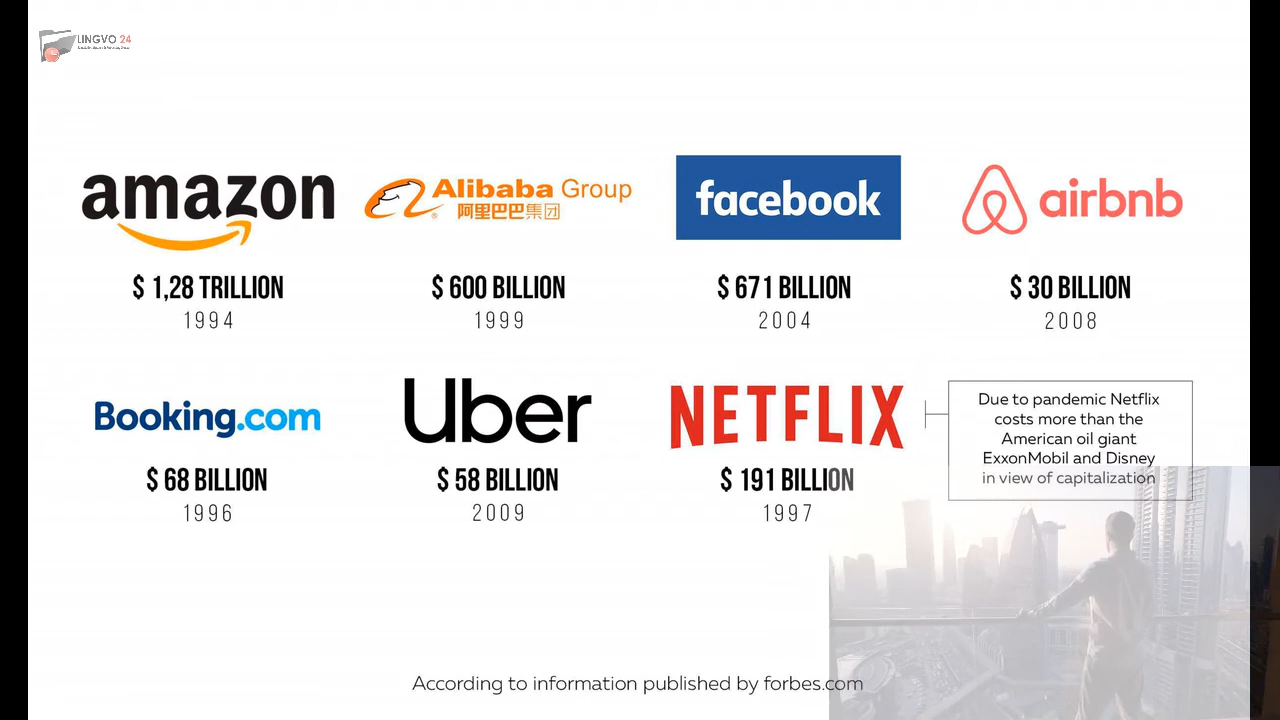 LINGVO 24
amazon
Alibaba Group
阿里巴巴集团
facebook
airbnb
$ 1,28 TRILLION
$ 600 BILLION
$ 671 BILLION
$ 30 BILLION
1994
1999
2004
2008
Booking.com
Uber
NETFLIX
$ 68 BILLION
$ 58 BILLION
$ 191 BILLION
1996
2009
1997
Due to pandemic Netflix
costs more than the
American oil giant
ExxonMobil and Disney
in view of capitalization
According to information published by forbes.com